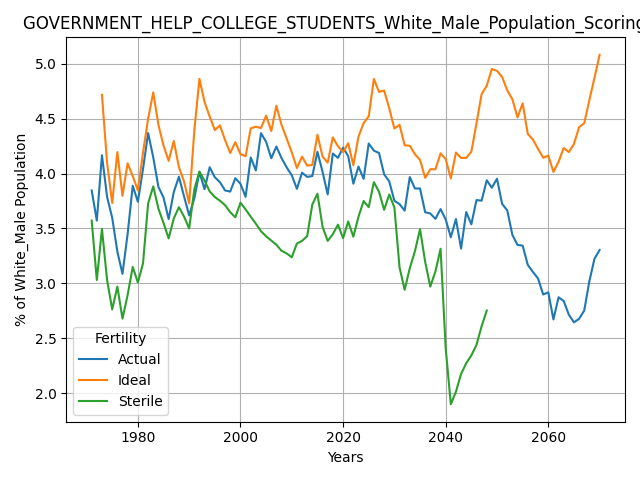 GOVERNMENT_HELP_COLLEGE_STUDENTS_White_Male_Population_Scoring
% of White_Male Population
5.0
4.5
4.0
3.5
3.0
2.5
2.0
Fertility
Actual
Ideal
Sterile
1980
2000
2020
2040
2060
Years